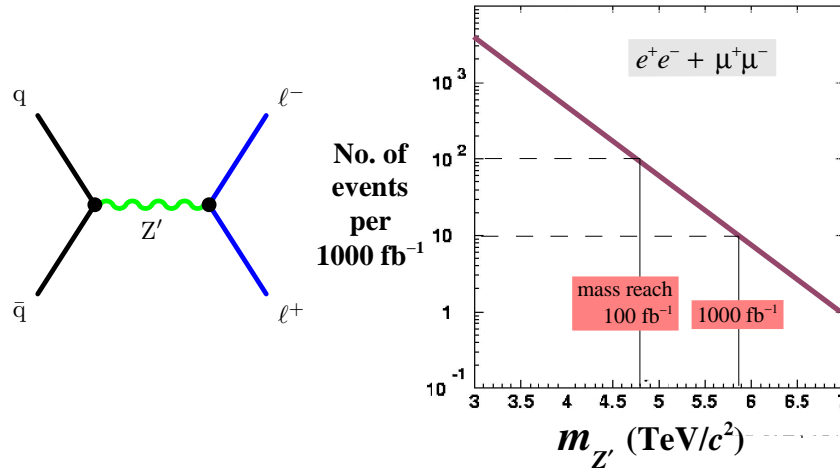 q
ℓ⁻
Z′
q̄
ℓ⁺
No. of
events
per
1000 fb⁻¹
e⁺e⁻ + μ⁺μ⁻
10³
10²
10
1
10⁻¹
mass reach
100 fb⁻¹
1000 fb⁻¹
3 3.5 4 4.5 5 5.5 6 6.5
m_Z′ (TeV/c²)